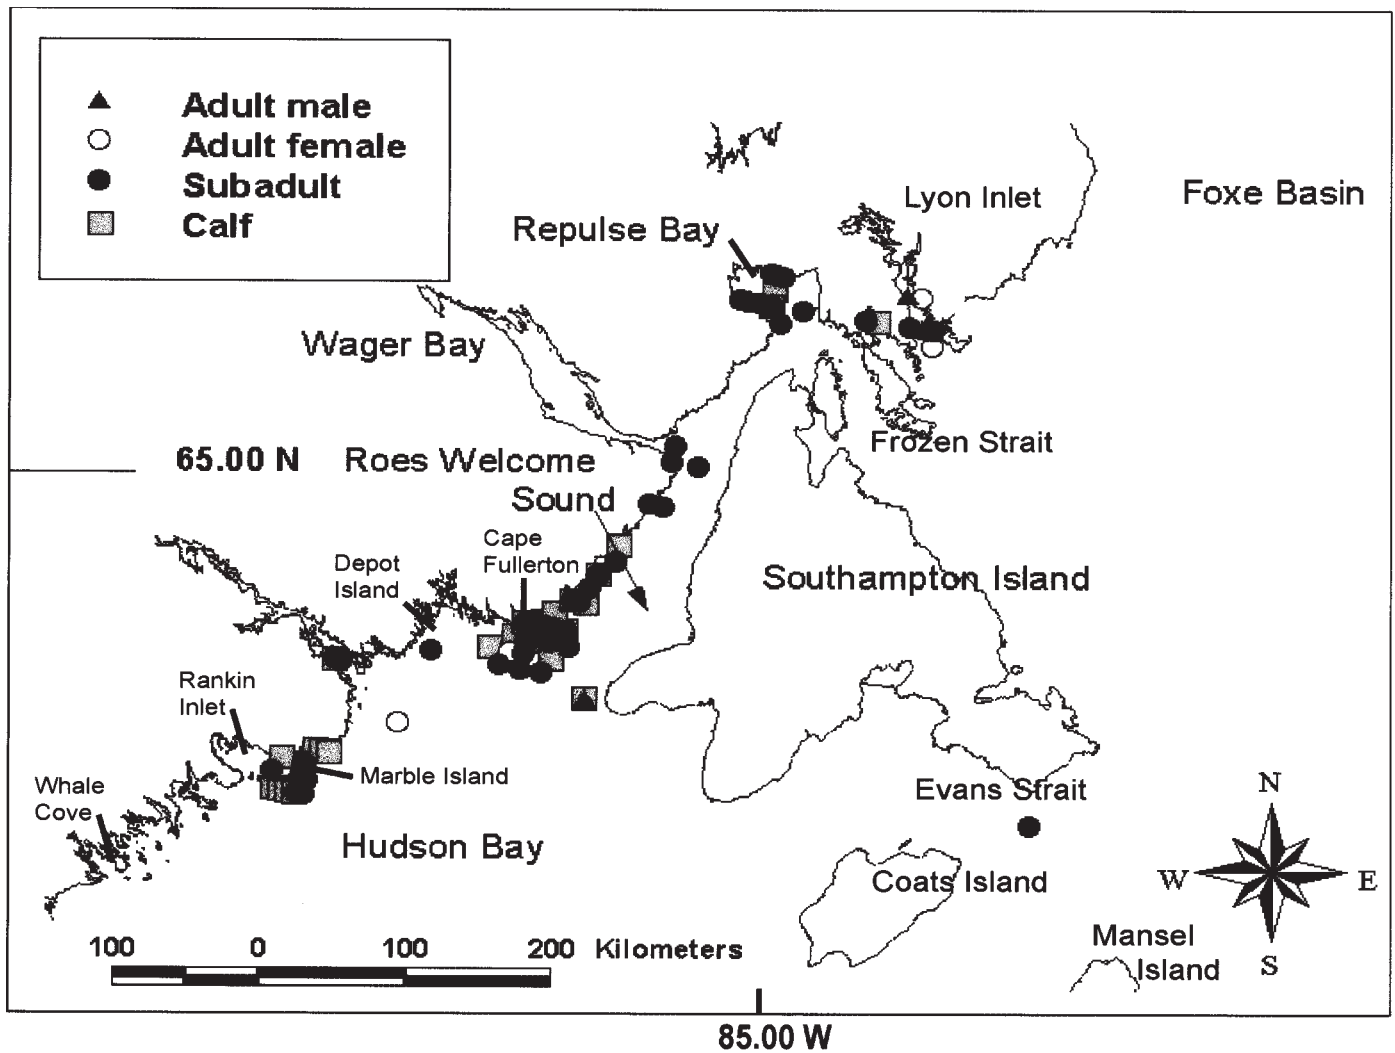 Adult male
Adult female
Subadult
Calf
Lyon Inlet
Foxe Basin
Repulse Bay
Wager Bay
Frozen Strait
65.00 N
Roes Welcome
Sound
Cape
Fullerton
Depot
Island
Southampton Island
Rankin
Inlet
Marble Island
Whale
Cove
Evans Strait
Hudson Bay
Coats Island
N
W
E
S
Mansel
Island
100 0 100 200 Kilometers
85.00 W